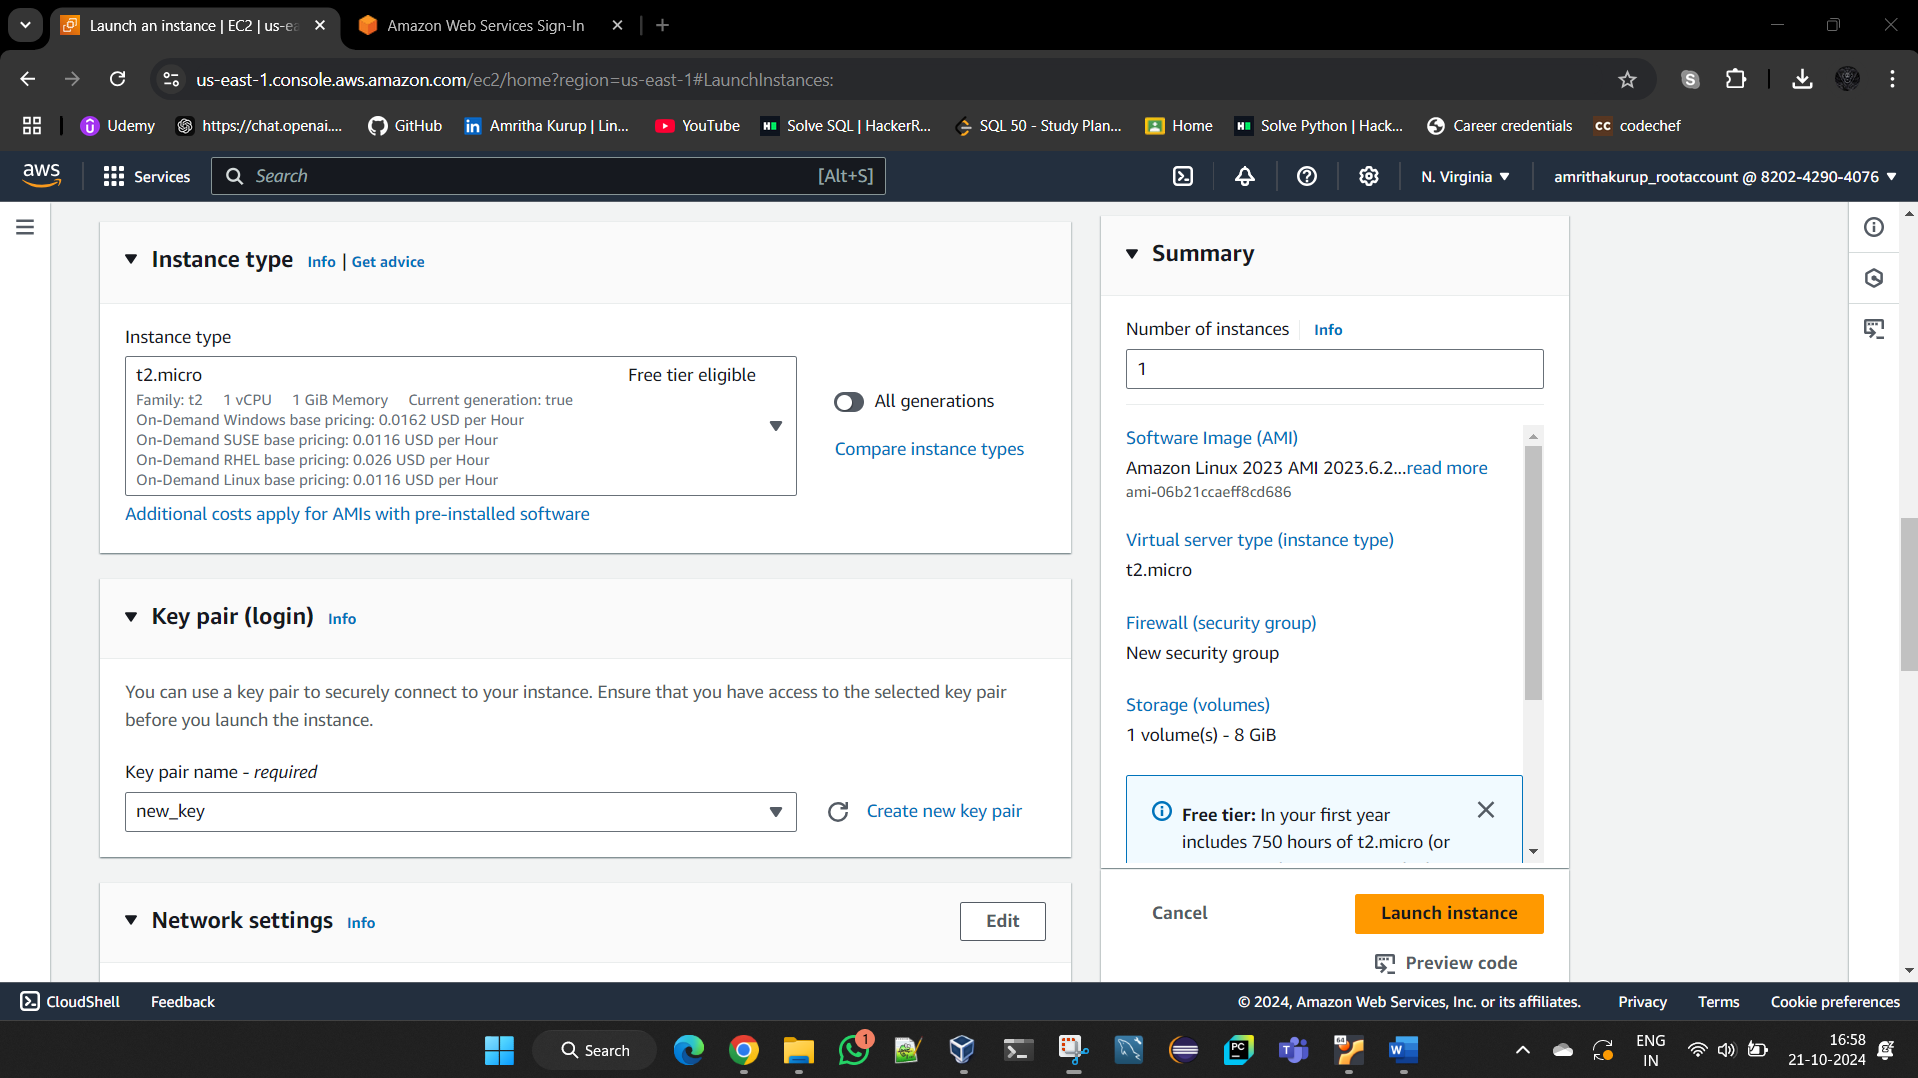 Launch an instance | EC2 | us-ea
Amazon Web Services Sign-In
us-east-1.console.aws.amazon.com/ec2/home?region=us-east-1#LaunchInstances:
S
Udemy
https://chat.openai....
GitHub
Amritha Kurup | Lin...
YouTube
Solve SQL | HackerR...
SQL 50 - Study Plan...
Home
Solve Python | Hack...
Career credentials
CC codechef
aws
Services
Search [Alt+S]
N. Virginia
amrithakurup_rootaccount @ 8202-4290-4076
Instance type Info | Get advice
Instance type
t2.micro Free tier eligible
Family: t2 1 vCPU 1 GiB Memory Current generation: true
On-Demand Windows base pricing: 0.0162 USD per Hour
On-Demand SUSE base pricing: 0.0116 USD per Hour
On-Demand RHEL base pricing: 0.026 USD per Hour
On-Demand Linux base pricing: 0.0116 USD per Hour
All generations
Compare instance types
Additional costs apply for AMIs with pre-installed software
Key pair (login) Info
You can use a key pair to securely connect to your instance. Ensure that you have access to the selected key pair
before you launch the instance.
Key pair name - required
new_key
Create new key pair
Network settings Info
Edit
Summary
Number of instances Info
1
Software Image (AMI)
Amazon Linux 2023 AMI 2023.6.2...read more
ami-06b21ccaeff8cd686
Virtual server type (instance type)
t2.micro
Firewall (security group)
New security group
Storage (volumes)
1 volume(s) - 8 GiB
Free tier: In your first year
includes 750 hours of t2.micro (or
Cancel
Launch instance
Preview code
CloudShell
Feedback
© 2024, Amazon Web Services, Inc. or its affiliates.
Privacy
Terms
Cookie preferences
Search
1
PC
64
W
ENG
IN
16:58
21-10-2024